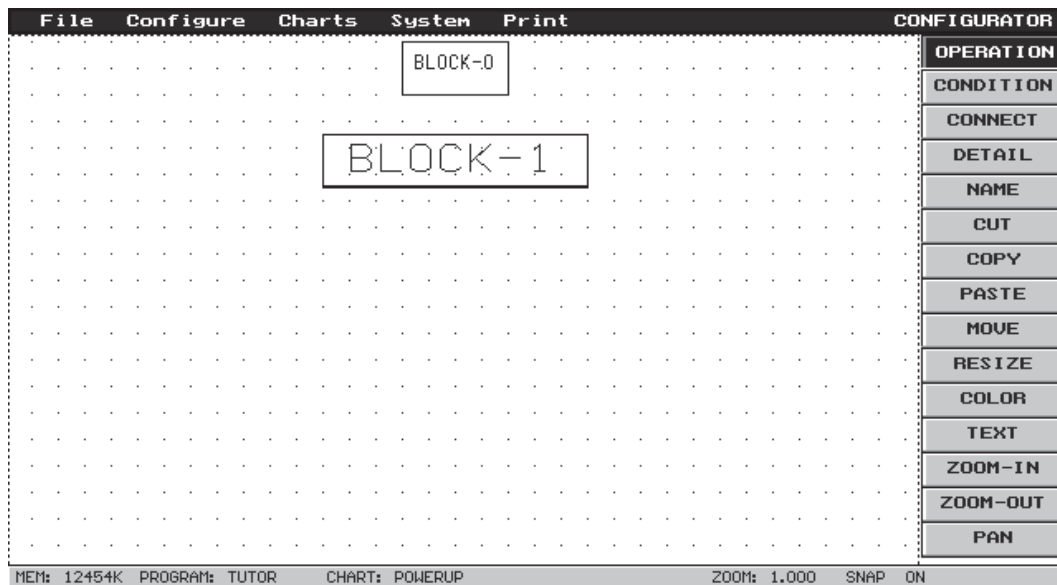 File Configure Charts System Print CONFIGURATOR
BLOCK-0
BLOCK-1
OPERATION
CONDITION
CONNECT
DETAIL
NAME
CUT
COPY
PASTE
MOVE
RESIZE
COLOR
TEXT
ZOOM-IN
ZOOM-OUT
PAN
MEM: 12454K PROGRAM: TUTOR CHART: POWERUP ZOOM: 1.000 SNAP ON